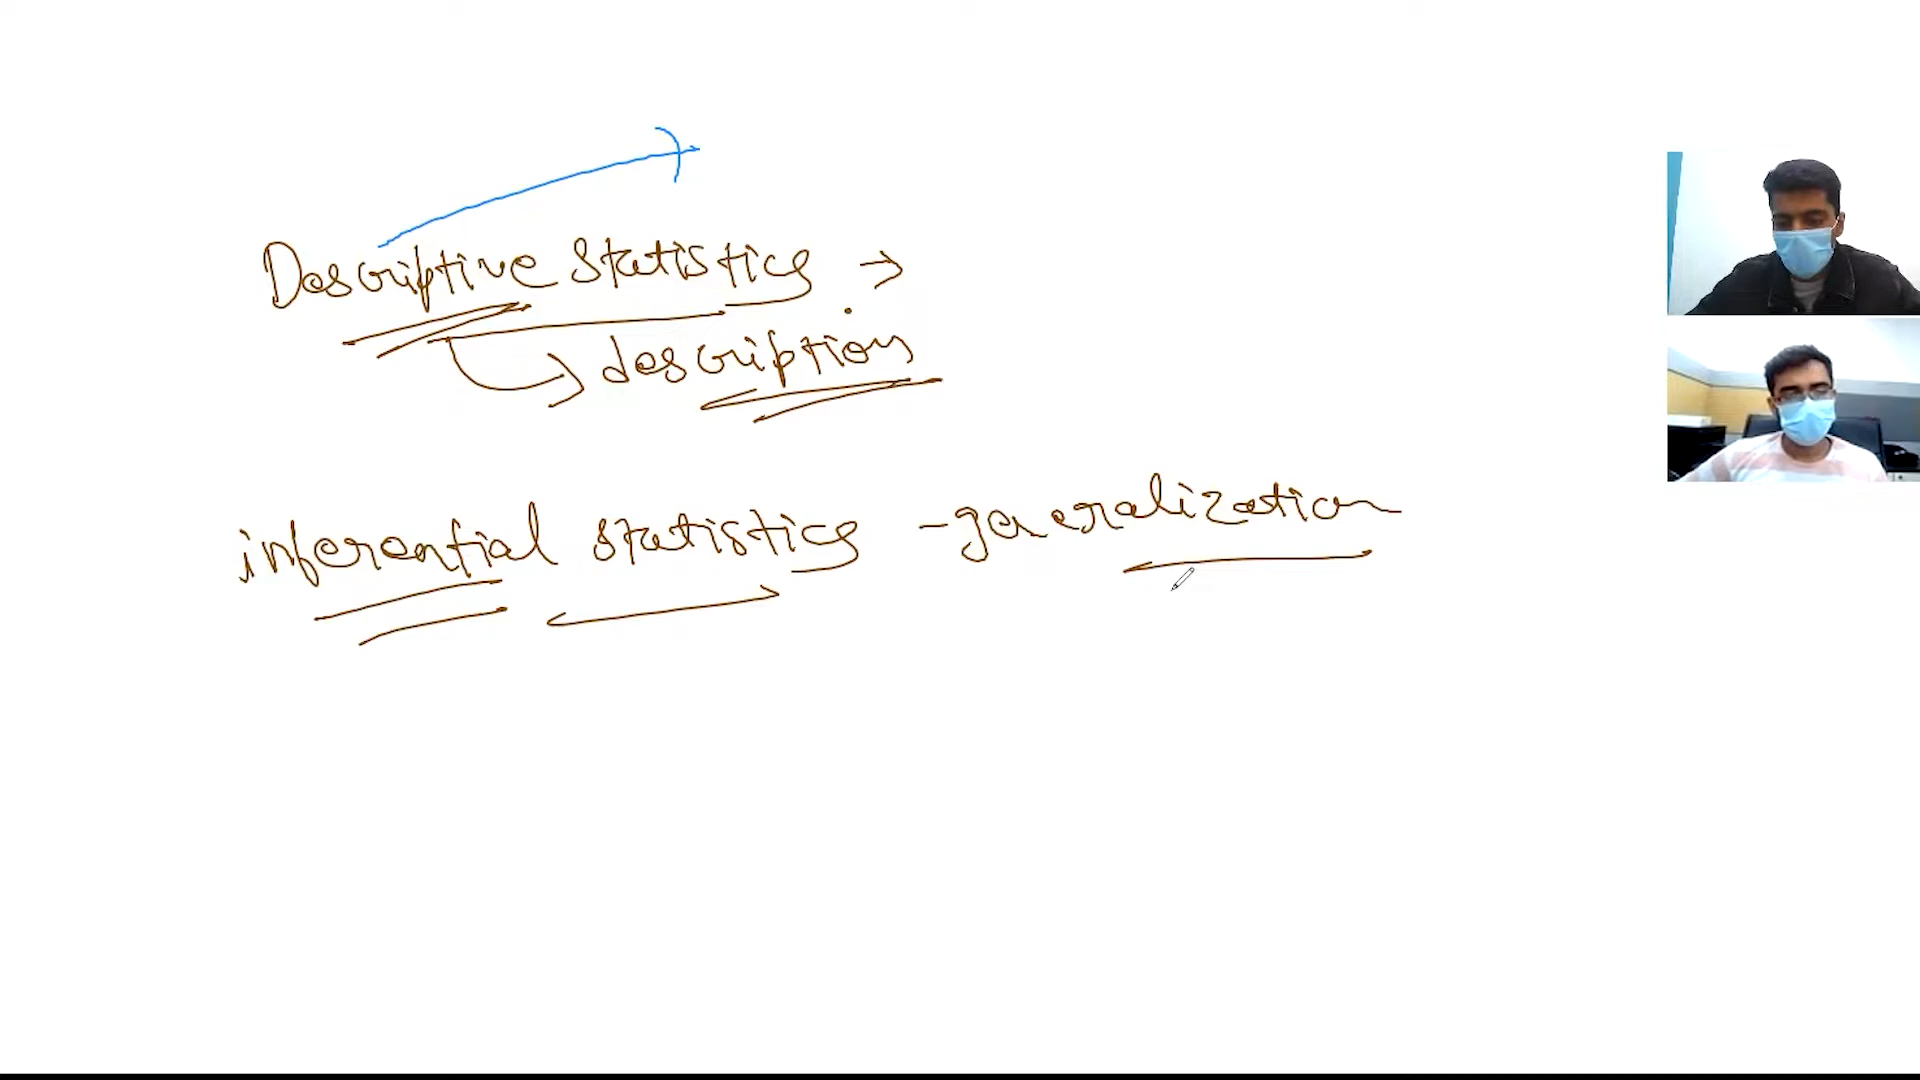 Descriptive Statistics →
description
inferential statistics - generalization